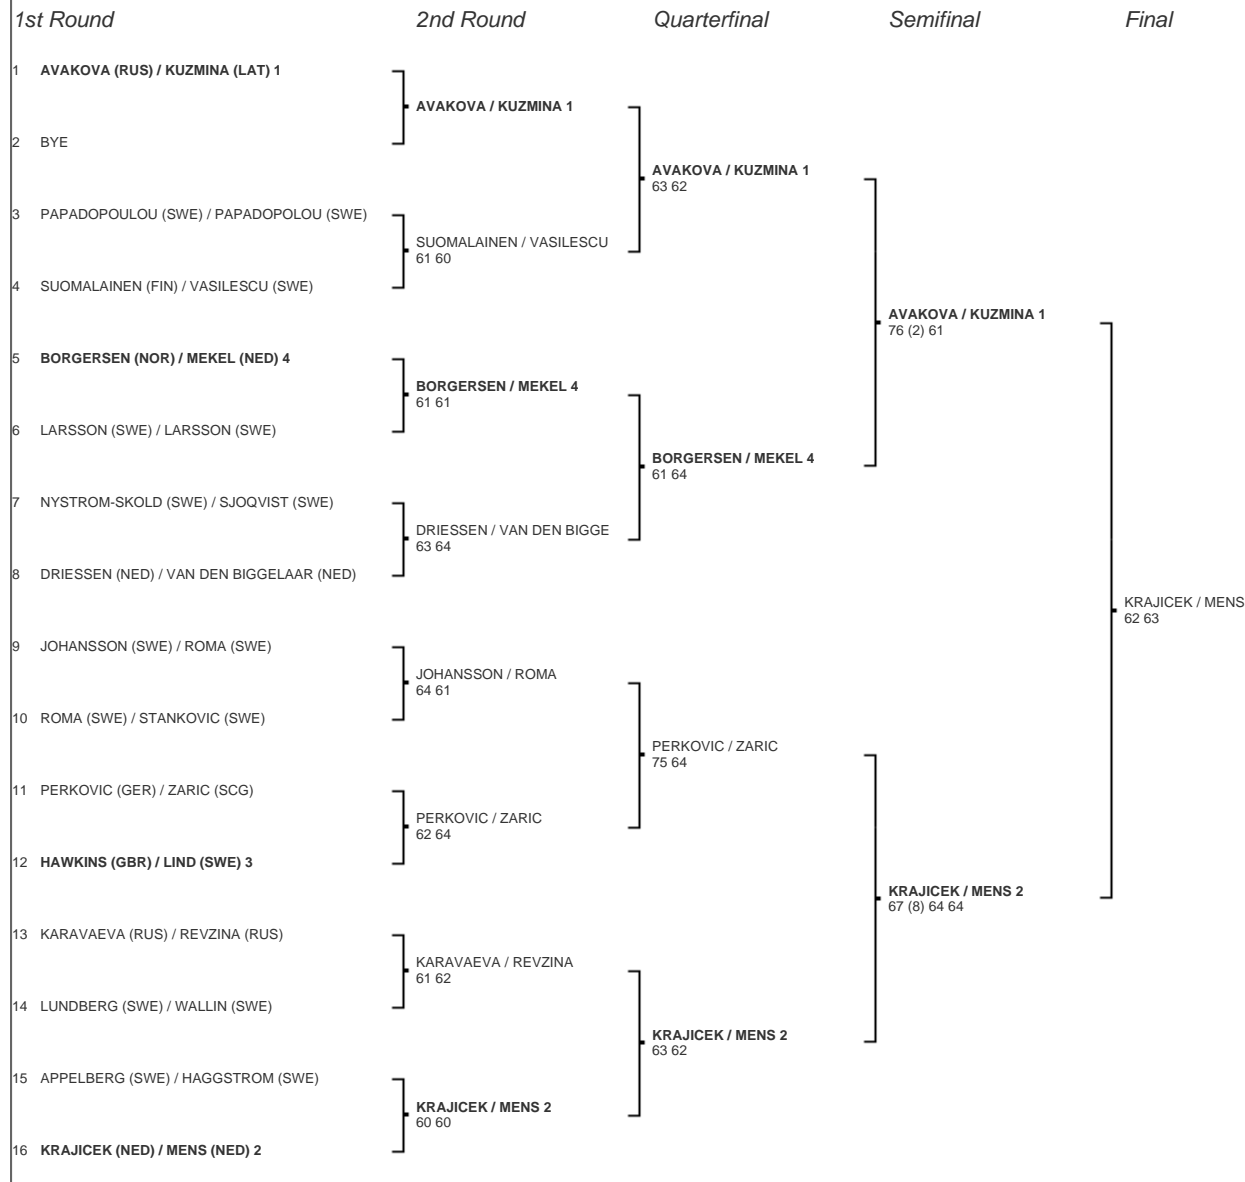 1st Round 2nd Round Quarterfinal Semifinal Final
1 AVAKOVA (RUS) / KUZMINA (LAT) 1
AVAKOVA / KUZMINA 1
2 BYE
AVAKOVA / KUZMINA 1
63 62
3 PAPADOPOULOU (SWE) / PAPADOPOLOU (SWE)
SUOMALAINEN / VASILESCU
61 60
4 SUOMALAINEN (FIN) / VASILESCU (SWE)
AVAKOVA / KUZMINA 1
76 (2) 61
5 BORGERSEN (NOR) / MEKEL (NED) 4
BORGERSEN / MEKEL 4
61 61
6 LARSSON (SWE) / LARSSON (SWE)
BORGERSEN / MEKEL 4
61 64
7 NYSTROM-SKOLD (SWE) / SJOQVIST (SWE)
DRIESSEN / VAN DEN BIGGE
63 64
8 DRIESSEN (NED) / VAN DEN BIGGELAAR (NED)
KRAJICEK / MENS
62 63
9 JOHANSSON (SWE) / ROMA (SWE)
JOHANSSON / ROMA
64 61
10 ROMA (SWE) / STANKOVIC (SWE)
PERKOVIC / ZARIC
75 64
11 PERKOVIC (GER) / ZARIC (SCG)
PERKOVIC / ZARIC
62 64
12 HAWKINS (GBR) / LIND (SWE) 3
KRAJICEK / MENS 2
67 (8) 64 64
13 KARAVAEVA (RUS) / REVZINA (RUS)
KARAVAEVA / REVZINA
61 62
14 LUNDBERG (SWE) / WALLIN (SWE)
KRAJICEK / MENS 2
63 62
15 APPELBERG (SWE) / HAGGSTROM (SWE)
KRAJICEK / MENS 2
60 60
16 KRAJICEK (NED) / MENS (NED) 2